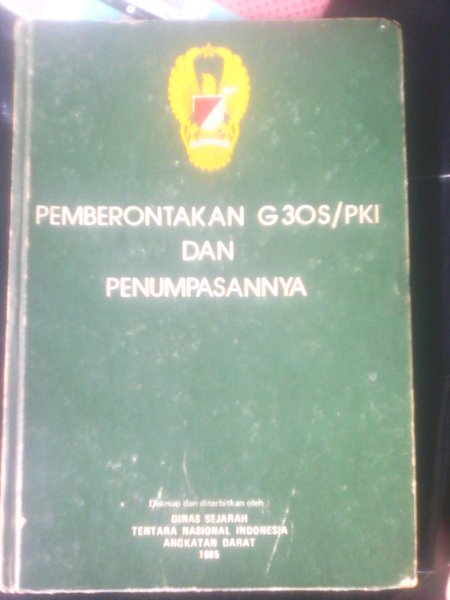 PEMBERONTAKAN G30S/PKI
DAN
PENUMPASANNYA
Disusun dan diterbitkan oleh :
DINAS SEJARAH
TENTARA NASIONAL INDONESIA
ANGKATAN DARAT
1985